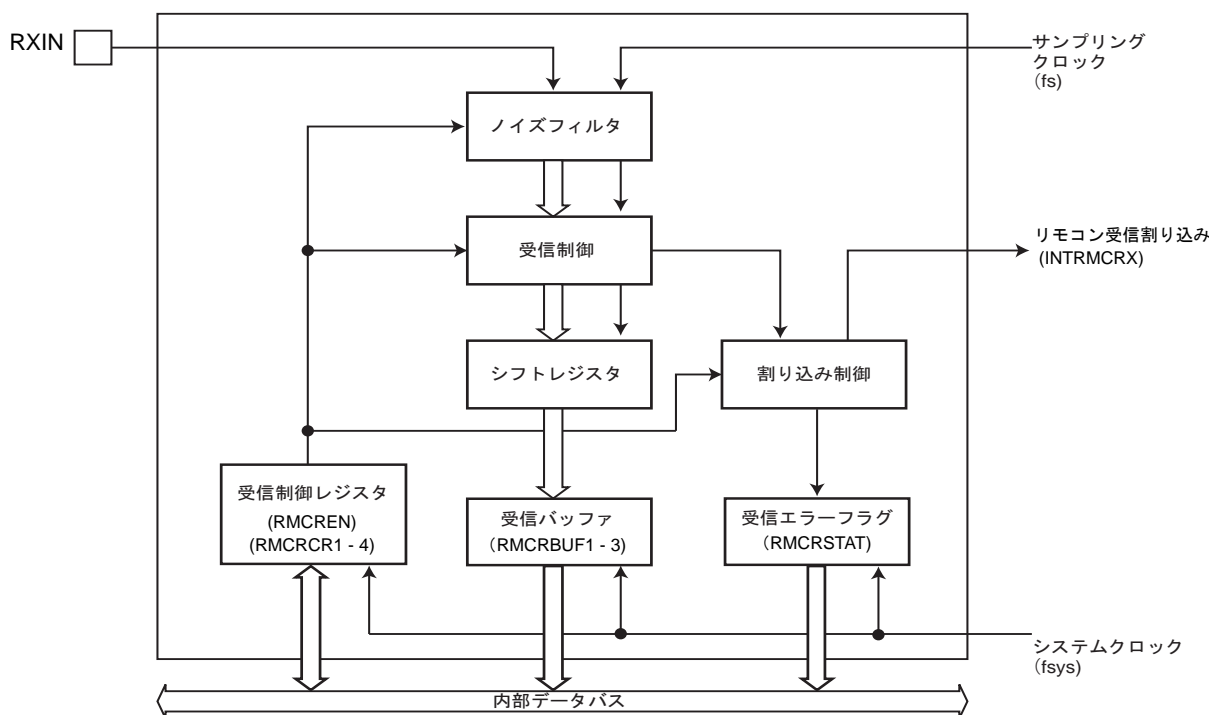 RXIN
サンプリング
クロック
(fs)
ノイズフィルタ
受信制御
リモコン受信割り込み
(INTRMCRX)
シフトレジスタ
割り込み制御
受信制御レジスタ
(RMCREN)
(RMCRCR1 - 4)
受信バッファ
(RMCRBUF1 - 3)
受信エラーフラグ
(RMCRSTAT)
システムクロック
(fsys)
内部データバス